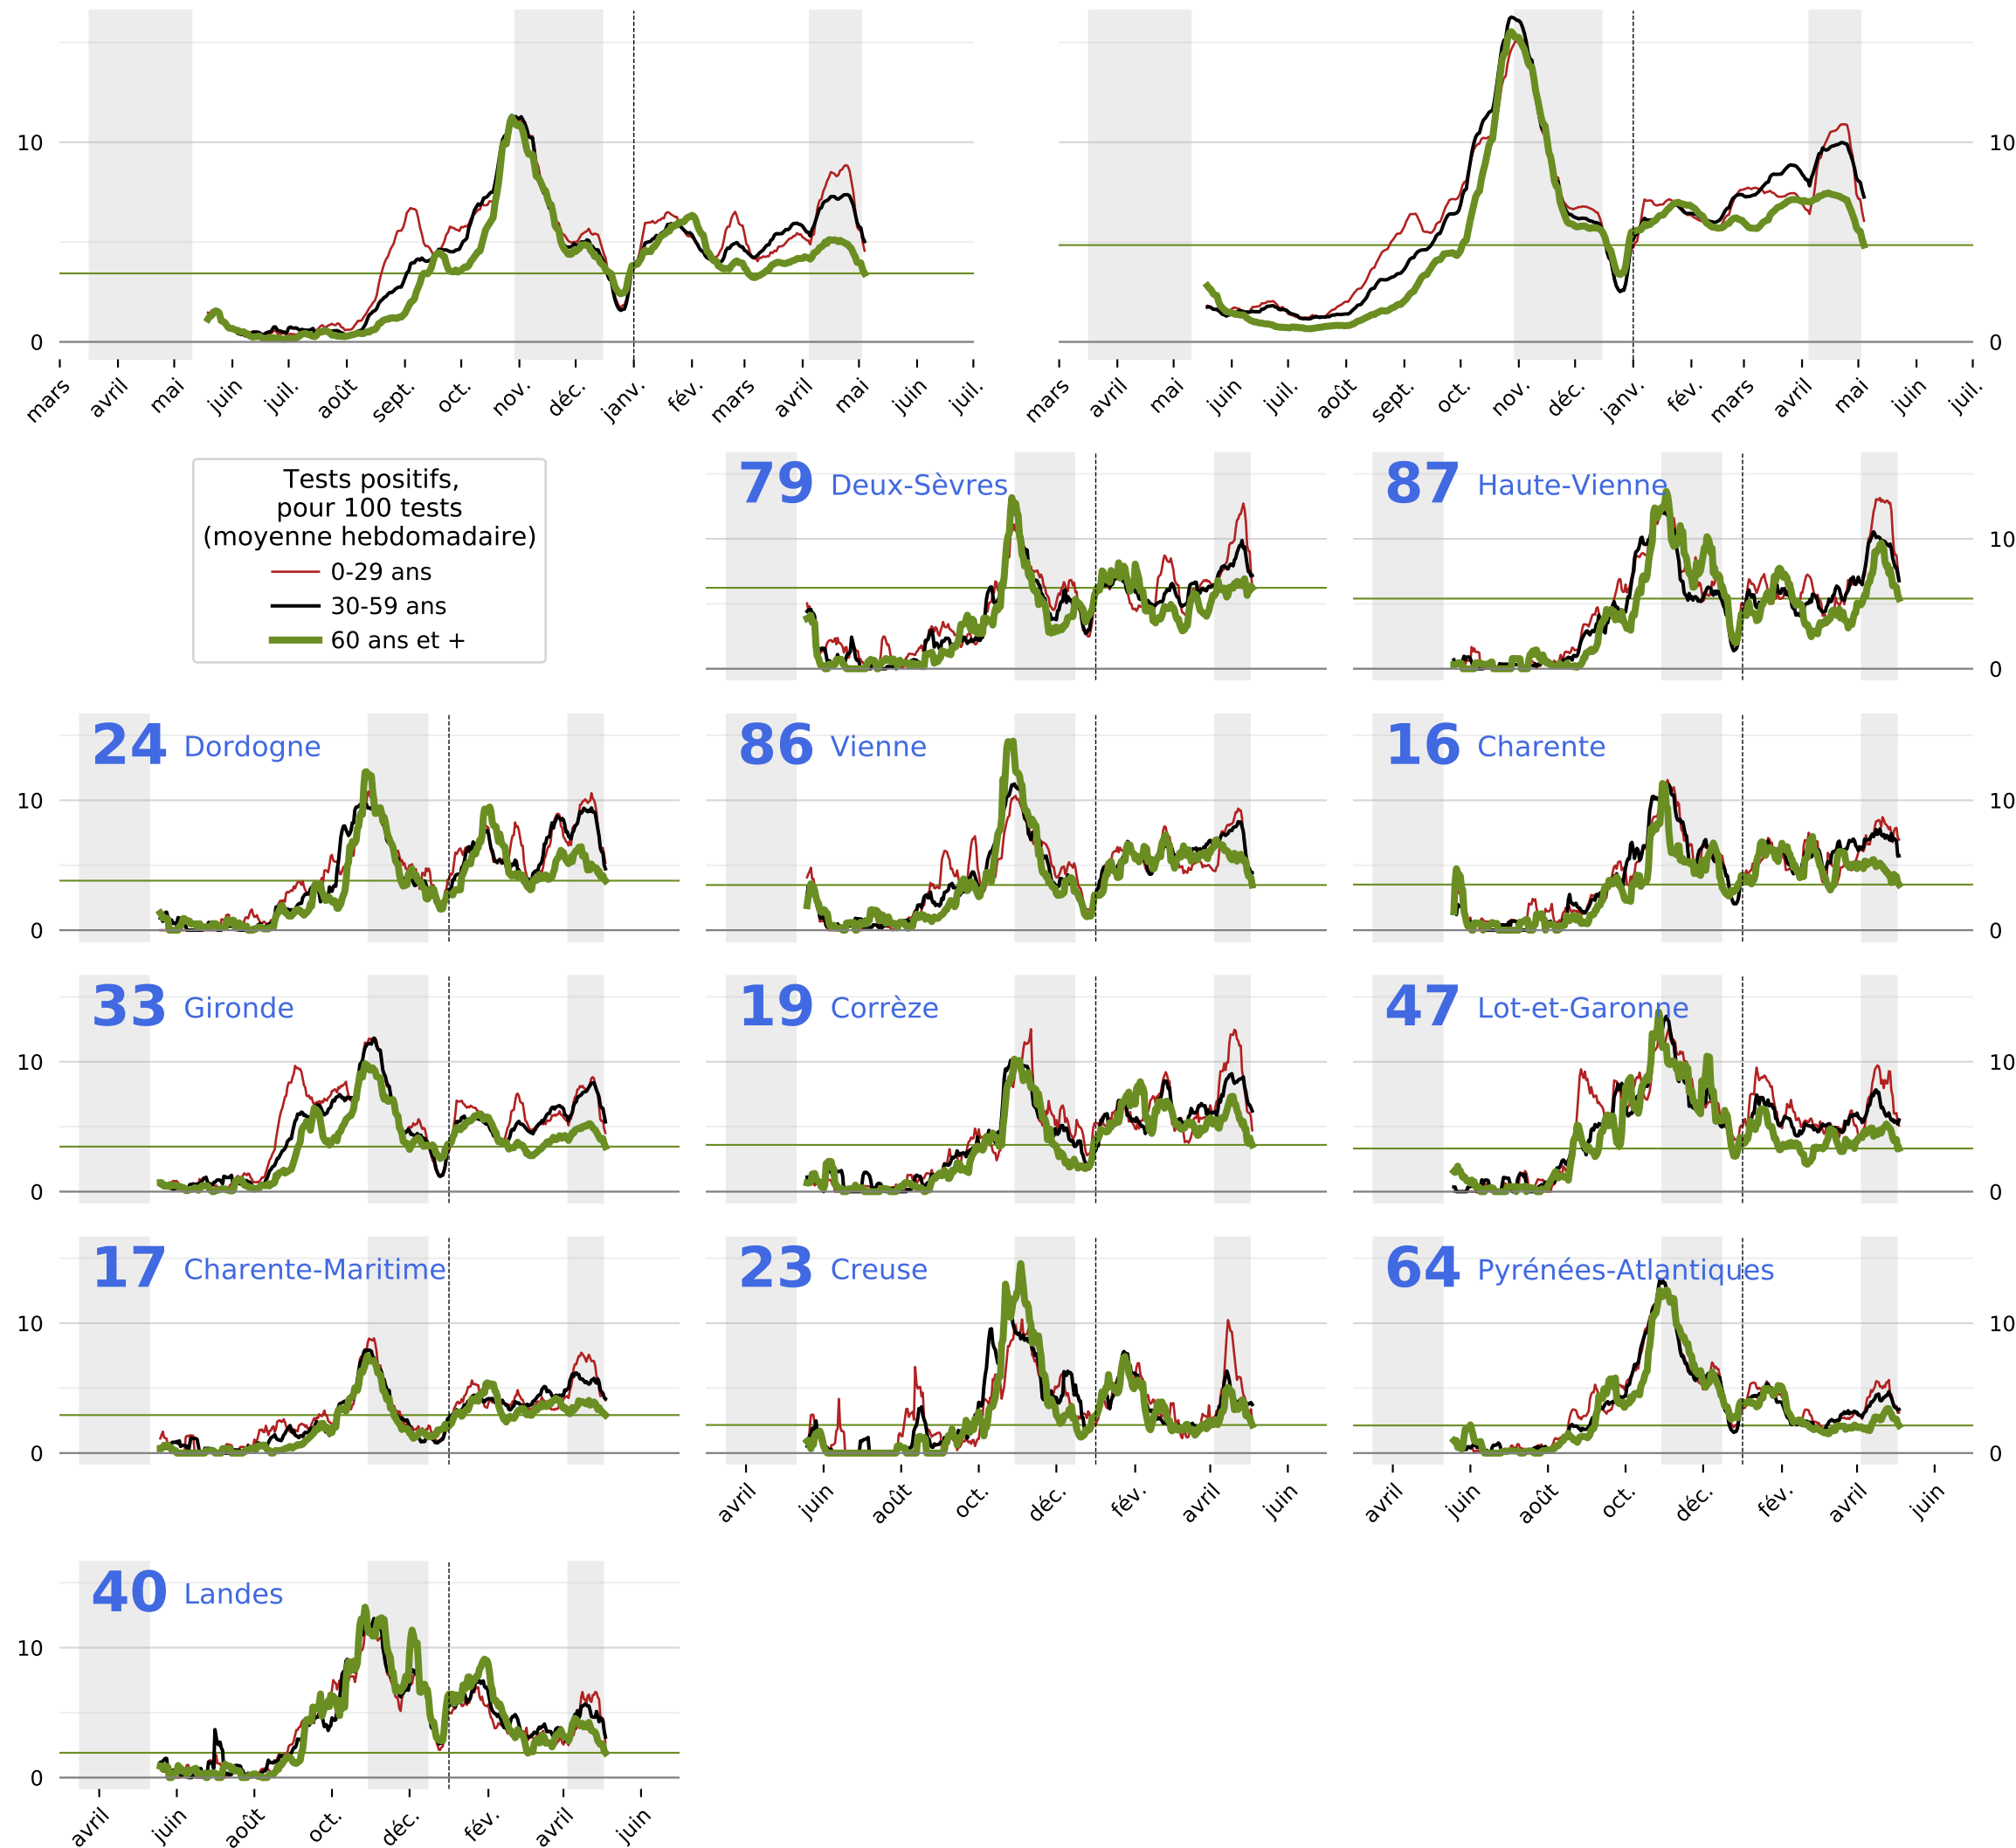 10
0
mars avril mai juin juil. août sept. oct. nov. déc. janv. fév. mars avril mai juin juil.
10
0
mars avril mai juin juil. août sept. oct. nov. déc. janv. fév. mars avril mai juin juil.
Tests positifs,
pour 100 tests
(moyenne hebdomadaire)
0-29 ans
30-59 ans
60 ans et +
79 Deux-Sèvres
87 Haute-Vienne
10
0
24 Dordogne
10
0
86 Vienne
16 Charente
10
0
33 Gironde
10
0
19 Corrèze
47 Lot-et-Garonne
10
0
17 Charente-Maritime
10
0
23 Creuse
avril juin août oct. déc. fév. avril juin
64 Pyrénées-Atlantiques
10
0
avril juin août oct. déc. fév. avril juin
40 Landes
10
0
avril juin août oct. déc. fév. avril juin